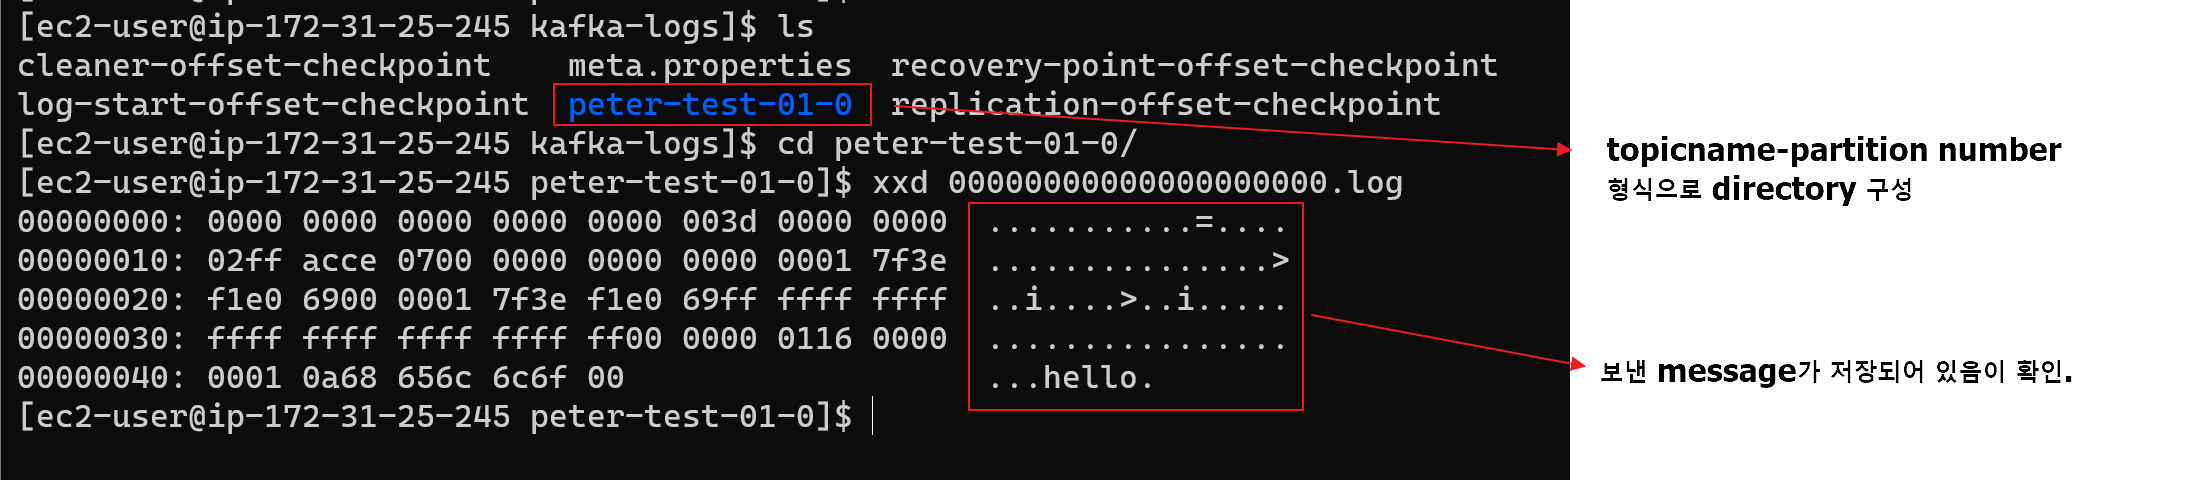 [ec2-user@ip-172-31-25-245 kafka-logs]$ ls
cleaner-offset-checkpoint    meta.properties  recovery-point-offset-checkpoint
log-start-offset-checkpoint  peter-test-01-0  replication-offset-checkpoint
[ec2-user@ip-172-31-25-245 kafka-logs]$ cd peter-test-01-0/
[ec2-user@ip-172-31-25-245 peter-test-01-0]$ xxd 00000000000000000000.log
00000000: 0000 0000 0000 0000 0000 003d 0000 0000  ...........=....
00000010: 02ff acce 0700 0000 0000 0000 0001 7f3e  ...............>
00000020: f1e0 6900 0001 7f3e f1e0 69ff ffff ffff  ..i....>..i.....
00000030: ffff ffff ffff ffff ff00 0000 0116 0000  ................
00000040: 0001 0a68 656c 6c6f 00                   ...hello.
[ec2-user@ip-172-31-25-245 peter-test-01-0]$
topicname-partition number
형식으로 directory 구성
보낸 message가 저장되어 있음이 확인.